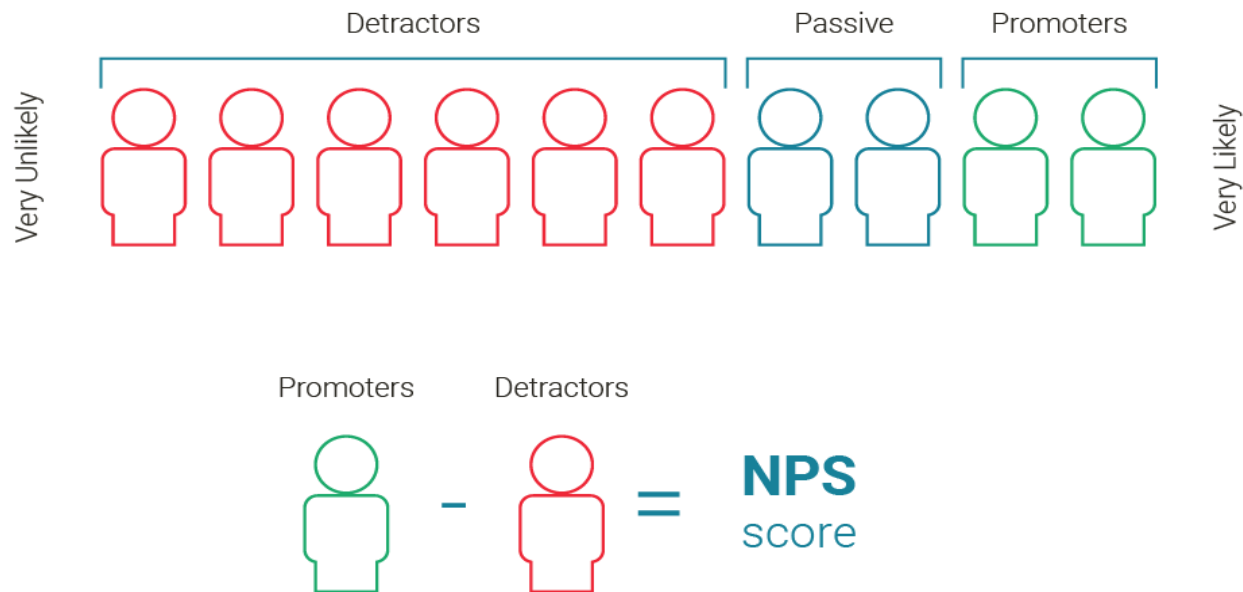 Detractors
Passive
Promoters
Very Unlikely
Very Likely
Promoters
Detractors
-
=
NPS
score